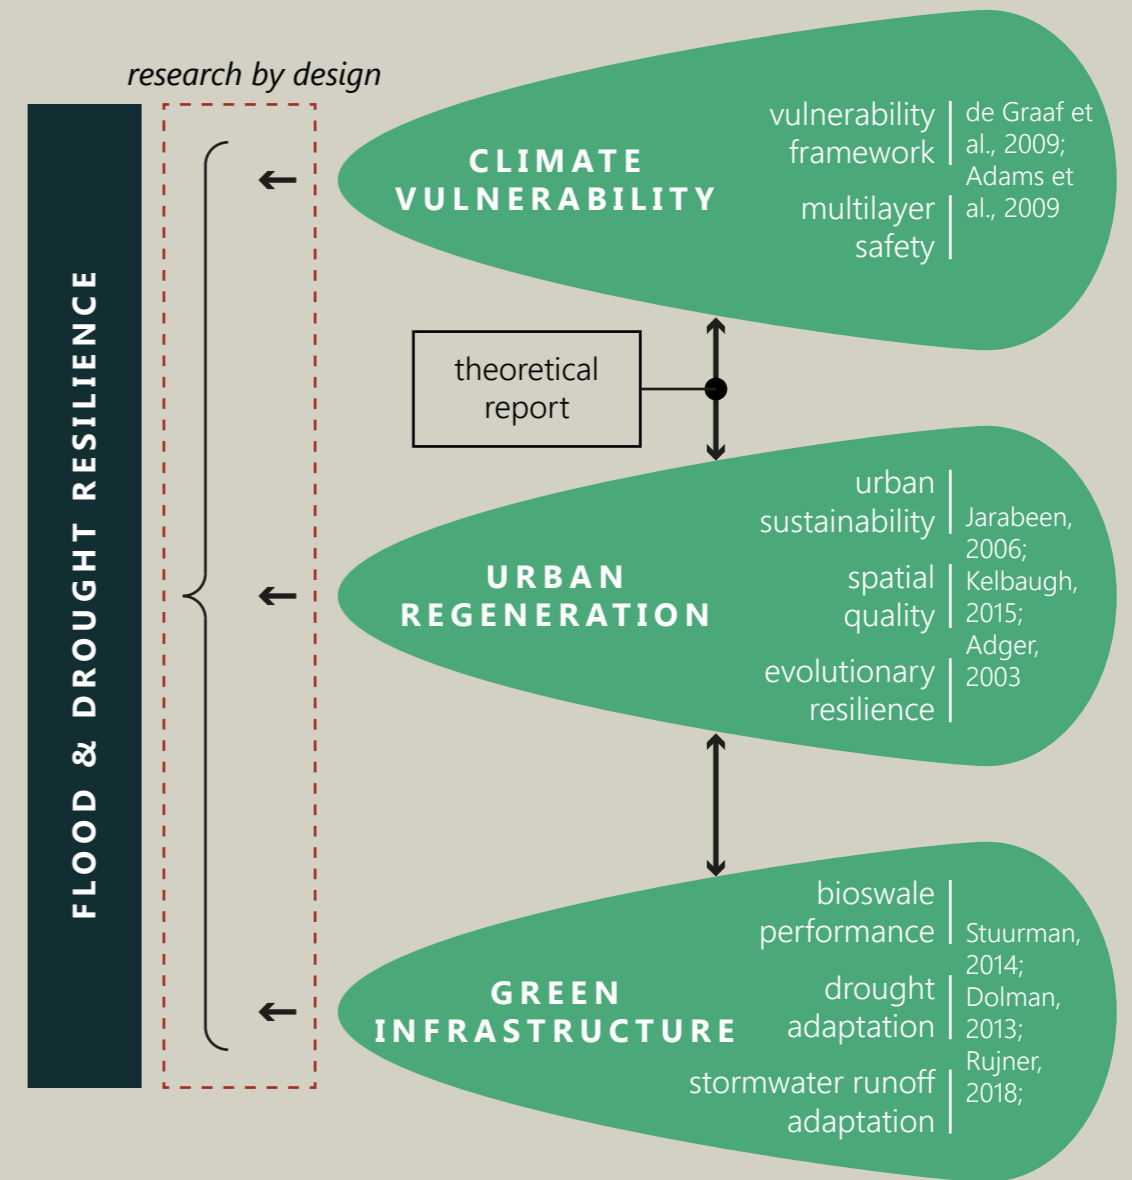 research by design
FLOOD & DROUGHT RESILIENCE
CLIMATE
VULNERABILITY
vulnerability
framework
multilayer
safety
de Graaf et
al., 2009;
Adams et
al., 2009
theoretical
report
URBAN
REGENERATION
urban
sustainability
spatial
quality
evolutionary
resilience
Jarabeen,
2006;
Kelbaugh,
2015;
Adger,
2003
GREEN
INFRASTRUCTURE
bioswale
performance
drought
adaptation
stormwater runoff
adaptation
Stuurman,
2014;
Dolman,
2013;
Rujner,
2018;